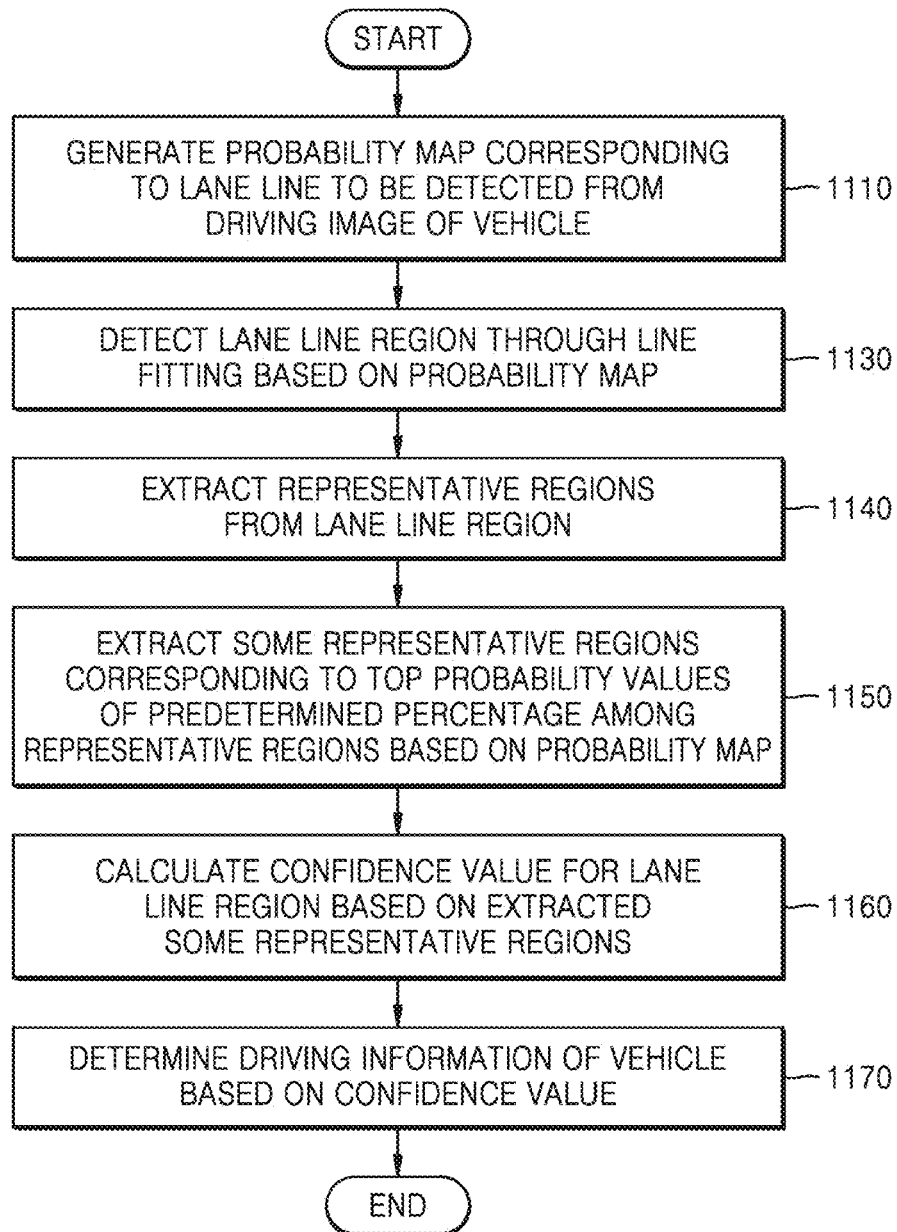 START
GENERATE PROBABILITY MAP CORRESPONDING
TO LANE LINE TO BE DETECTED FROM
DRIVING IMAGE OF VEHICLE
1110
DETECT LANE LINE REGION THROUGH LINE
FITTING BASED ON PROBABILITY MAP
1130
EXTRACT REPRESENTATIVE REGIONS
FROM LANE LINE REGION
1140
EXTRACT SOME REPRESENTATIVE REGIONS
CORRESPONDING TO TOP PROBABILITY VALUES
OF PREDETERMINED PERCENTAGE AMONG
REPRESENTATIVE REGIONS BASED ON PROBABILITY MAP
1150
CALCULATE CONFIDENCE VALUE FOR LANE
LINE REGION BASED ON EXTRACTED
SOME REPRESENTATIVE REGIONS
1160
DETERMINE DRIVING INFORMATION OF VEHICLE
BASED ON CONFIDENCE VALUE
1170
END